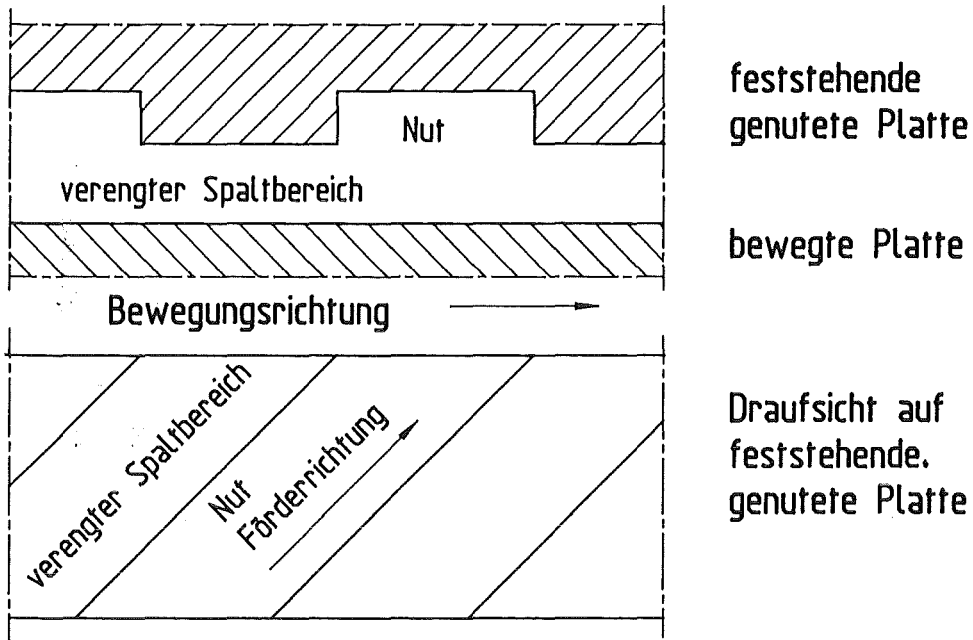 feststehende
genutete Platte
Nut
verengter Spaltbereich
bewegte Platte
Bewegungsrichtung
Draufsicht auf
feststehende.
genutete Platte
verengter Spaltbereich
Nut
Förderrichtung